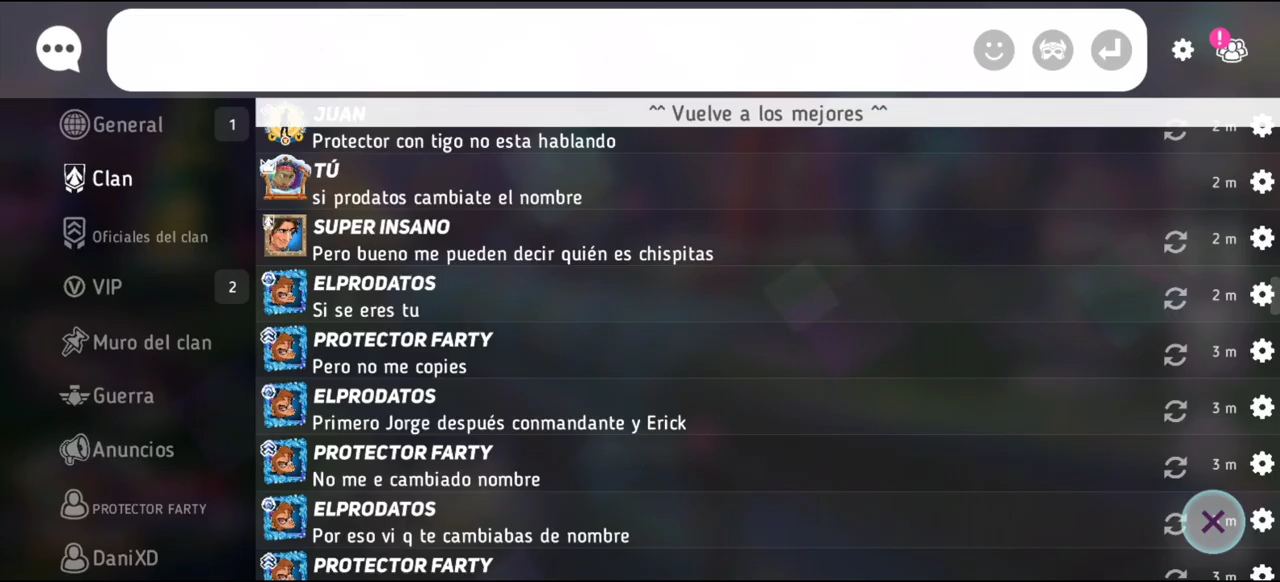 General
1
Clan
Oficiales del clan
VIP
2
Muro del clan
Guerra
Anuncios
PROTECTOR FARTY
DaniXD
!
^^ Vuelve a los mejores ^^
JUAN
Protector con tigo no esta hablando
2 m
TÚ
si prodatos cambiate el nombre
2 m
SUPER INSANO
Pero bueno me pueden decir quién es chispitas
2 m
ELPRODATOS
Si se eres tu
2 m
PROTECTOR FARTY
Pero no me copies
3 m
ELPRODATOS
Primero Jorge después conmandante y Erick
3 m
PROTECTOR FARTY
No me e cambiado nombre
3 m
ELPRODATOS
Por eso vi q te cambiabas de nombre
m
PROTECTOR FARTY
3 m